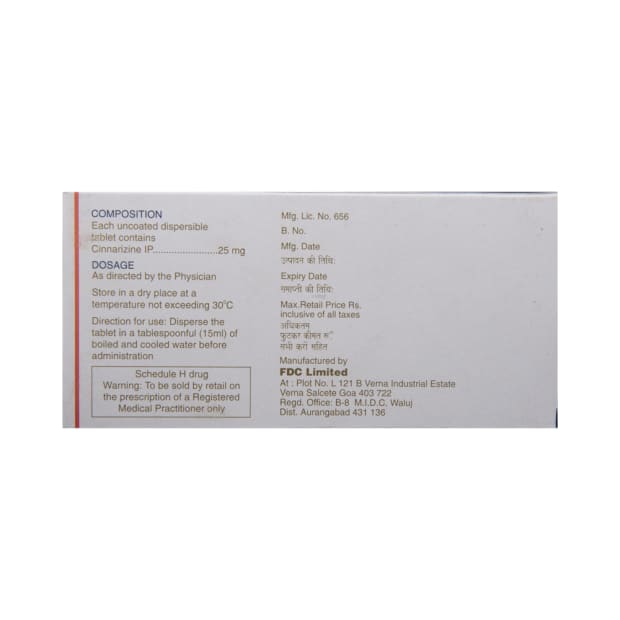 COMPOSITION
Each uncoated dispersible
tablet contains
Cinnarizine IP.......................25 mg
DOSAGE
As directed by the Physician
Store in a dry place at a
temperature not exceeding 30°C
Direction for use: Disperse the
tablet in a tablespoonful (15ml) of
boiled and cooled water before
administration
Schedule H drug
Warning: To be sold by retail on
the prescription of a Registered
Medical Practitioner only
Mfg. Lic. No. 656
B. No.
Mfg. Date
उत्पादन की तिथि:
Expiry Date
समाप्ती की तिथि:
Max.Retail Price Rs.
inclusive of all taxes
अधिकतम
फुटकर कीमत रू.
सभी करों सहित
Manufactured by
FDC Limited
At : Plot No. L 121 B Verna Industrial Estate
Verna Salcete Goa 403 722
Regd. Office: B-8 M.I.D.C. Waluj
Dist. Aurangabad 431 136